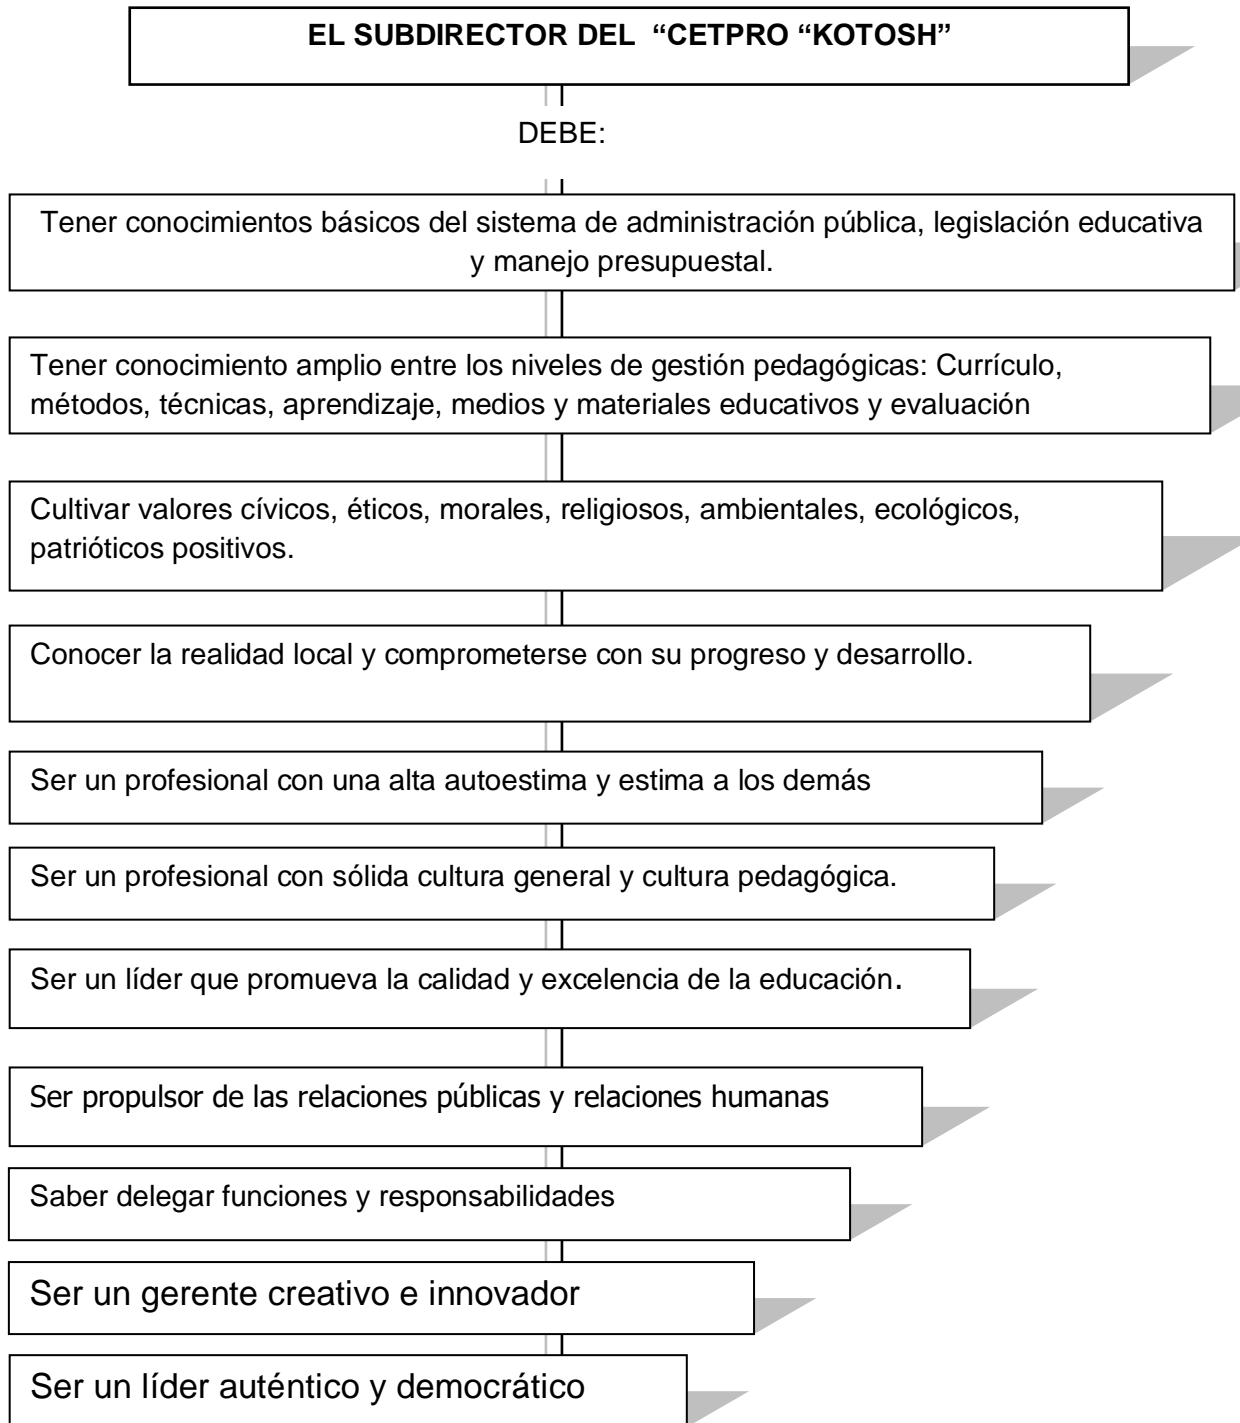 EL SUBDIRECTOR DEL  “CETPRO “KOTOSH”
DEBE:
Tener conocimientos básicos del sistema de administración pública, legislación educativa
y manejo presupuestal.
Tener conocimiento amplio entre los niveles de gestión pedagógicas: Currículo,
métodos, técnicas, aprendizaje, medios y materiales educativos y evaluación
Cultivar valores cívicos, éticos, morales, religiosos, ambientales, ecológicos,
patrióticos positivos.
Conocer la realidad local y comprometerse con su progreso y desarrollo.
Ser un profesional con una alta autoestima y estima a los demás
Ser un profesional con sólida cultura general y cultura pedagógica.
Ser un líder que promueva la calidad y excelencia de la educación.
Ser propulsor de las relaciones públicas y relaciones humanas
Saber delegar funciones y responsabilidades
Ser un gerente creativo e innovador
Ser un líder auténtico y democrático